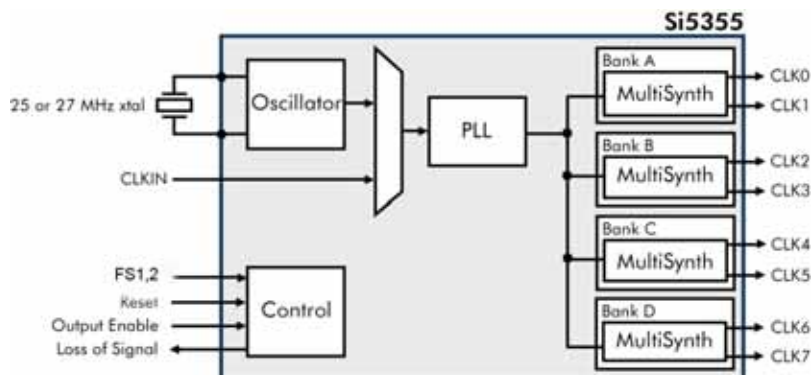 Si5355
25 or 27 MHz xtal
Oscillator
CLKIN
PLL
Bank A
MultiSynth
CLK0
CLK1
Bank B
MultiSynth
CLK2
CLK3
Bank C
MultiSynth
CLK4
CLK5
Bank D
MultiSynth
CLK6
CLK7
FS1,2
Reset
Output Enable
Loss of Signal
Control